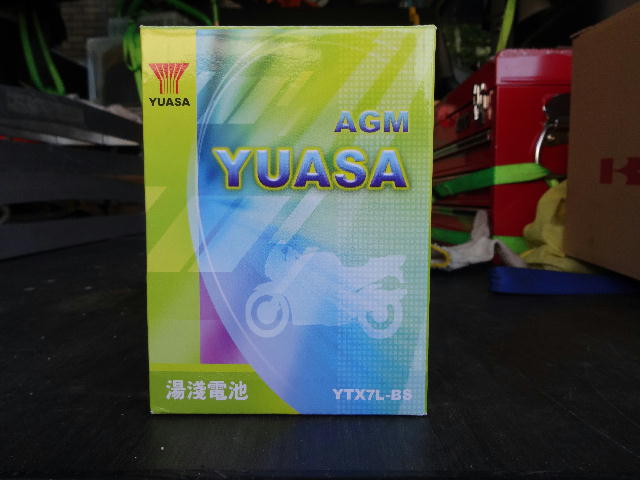 YUASA
AGM
YUASA
湯淺電池
YTX7L-BS